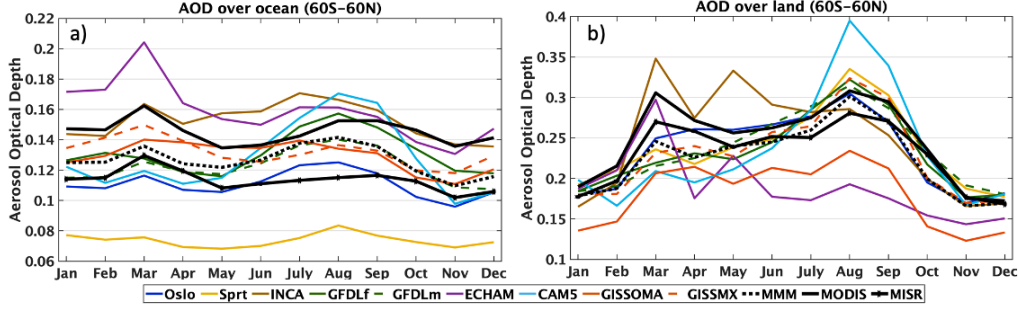 AOD over ocean (60S-60N)
a)
Aerosol Optical Depth
0.22
0.2
0.18
0.16
0.14
0.12
0.1
0.08
0.06
Jan Feb Mar Apr May Jun July Aug Sep Oct Nov Dec
AOD over land (60S-60N)
b)
Aerosol Optical Depth
0.4
0.35
0.3
0.25
0.2
0.15
0.1
Jan Feb Mar Apr May Jun July Aug Sep Oct Nov Dec
Oslo Sprt INCA GFDLf GFDLm ECHAM CAM5 GISSOMA GISSMX MMM MODIS MISR